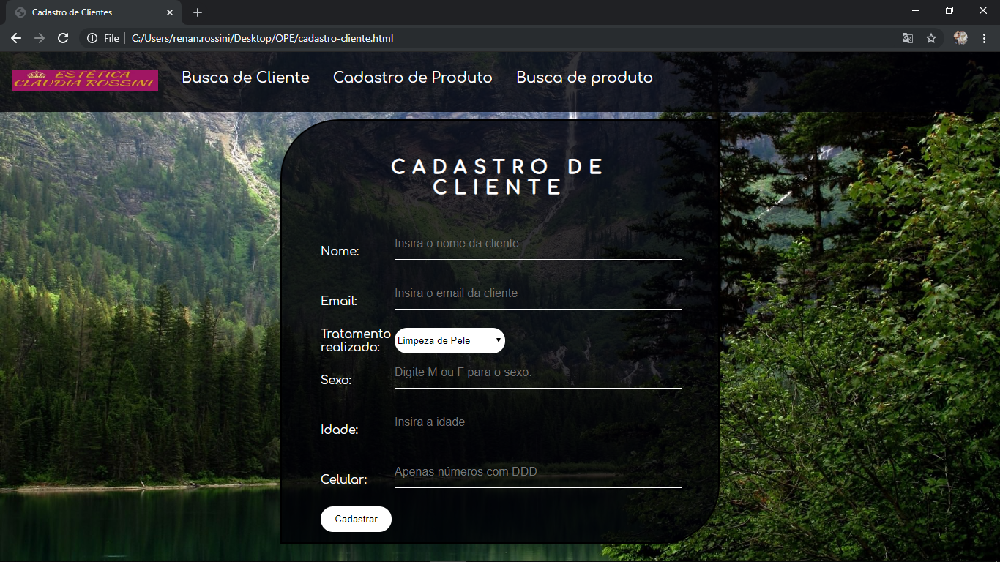 Cadastro de Clientes
File C:/Users/renan.rossini/Desktop/OPE/cadastro-cliente.html
ESTÉTICA
CLAUDIA ROSSINI
Busca de Cliente Cadastro de Produto Busca de produto
CADASTRO DE
CLIENTE
Nome: Insira o nome da cliente
Email: Insira o email da cliente
Tratamento
realizado: Limpeza de Pele
Sexo: Digite M ou F para o sexo.
Idade: Insira a idade
Celular: Apenas números com DDD
Cadastrar